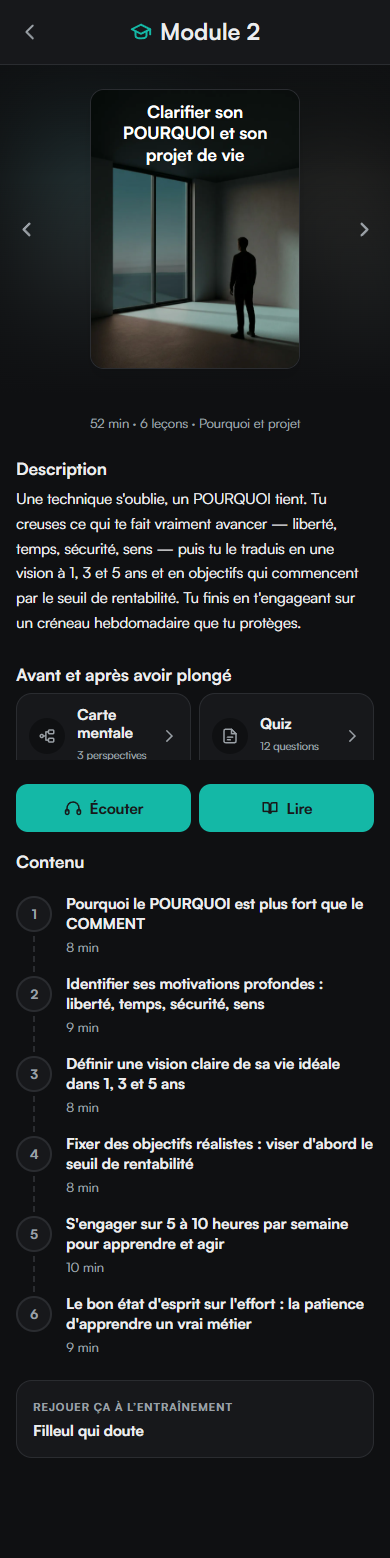 Module 2
Clarifier son
POURQUOI et son
projet de vie
52 min · 6 leçons · Pourquoi et projet
Description
Une technique s'oublie, un POURQUOI tient. Tu
creuses ce qui te fait vraiment avancer — liberté,
temps, sécurité, sens — puis tu le traduis en une
vision à 1, 3 et 5 ans et en objectifs qui commencent
par le seuil de rentabilité. Tu finis en t'engageant sur
un créneau hebdomadaire que tu protèges.
Avant et après avoir plongé
Carte
mentale
3 perspectives
Quiz
12 questions
Écouter
Lire
Contenu
1
Pourquoi le POURQUOI est plus fort que le
COMMENT
8 min
2
Identifier ses motivations profondes :
liberté, temps, sécurité, sens
9 min
3
Définir une vision claire de sa vie idéale
dans 1, 3 et 5 ans
8 min
4
Fixer des objectifs réalistes : viser d'abord le
seuil de rentabilité
8 min
5
S'engager sur 5 à 10 heures par semaine
pour apprendre et agir
10 min
6
Le bon état d'esprit sur l'effort : la patience
d'apprendre un vrai métier
9 min
REJOUER ÇA À L'ENTRAÎNEMENT
Filleul qui doute